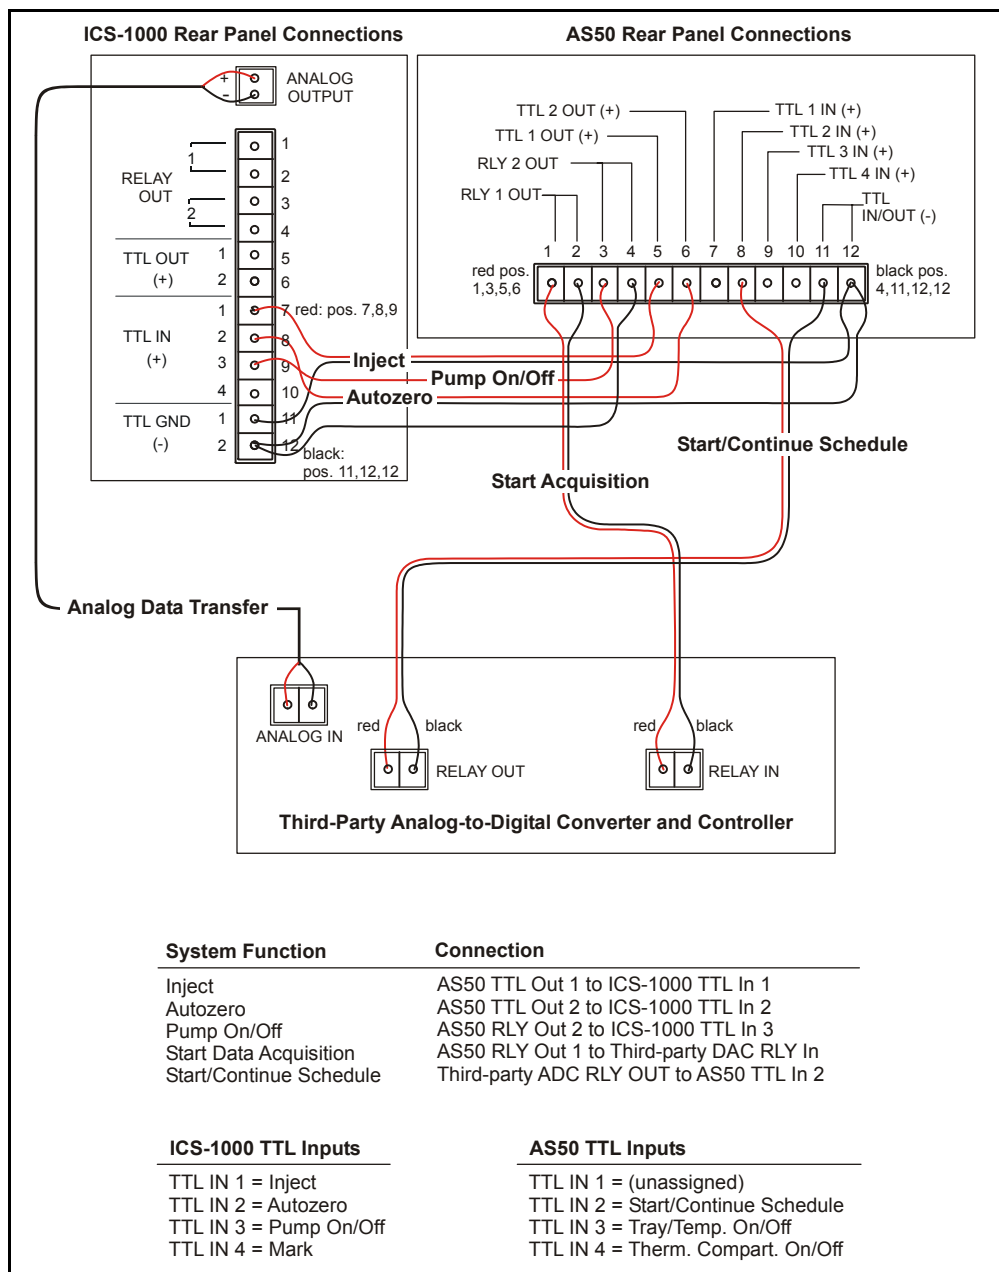 ICS-1000 Rear Panel Connections
AS50 Rear Panel Connections
+
-
ANALOG
OUTPUT
RELAY
OUT
1
2
1
2
3
4
TTL OUT
(+)
1
2
5
6
TTL IN
(+)
1
2
3
4
7
8
9
10
red: pos. 7,8,9
TTL GND
(-)
1
2
11
12
black:
pos. 11,12,12
TTL 2 OUT (+)
TTL 1 OUT (+)
RLY 2 OUT
RLY 1 OUT
TTL 1 IN (+)
TTL 2 IN (+)
TTL 3 IN (+)
TTL 4 IN (+)
TTL
IN/OUT (-)
1 2 3 4 5 6 7 8 9 10 11 12
red pos.
1,3,5,6
black pos.
4,11,12,12
Inject
Pump On/Off
Autozero
Start/Continue Schedule
Start Acquisition
Analog Data Transfer
ANALOG IN
red
black
RELAY OUT
red
black
RELAY IN
Third-Party Analog-to-Digital Converter and Controller
System Function Connection
Inject AS50 TTL Out 1 to ICS-1000 TTL In 1
Autozero AS50 TTL Out 2 to ICS-1000 TTL In 2
Pump On/Off AS50 RLY Out 2 to ICS-1000 TTL In 3
Start Data Acquisition AS50 RLY Out 1 to Third-party DAC RLY In
Start/Continue Schedule Third-party ADC RLY OUT to AS50 TTL In 2
ICS-1000 TTL Inputs
TTL IN 1 = Inject
TTL IN 2 = Autozero
TTL IN 3 = Pump On/Off
TTL IN 4 = Mark
AS50 TTL Inputs
TTL IN 1 = (unassigned)
TTL IN 2 = Start/Continue Schedule
TTL IN 3 = Tray/Temp. On/Off
TTL IN 4 = Therm. Compart. On/Off